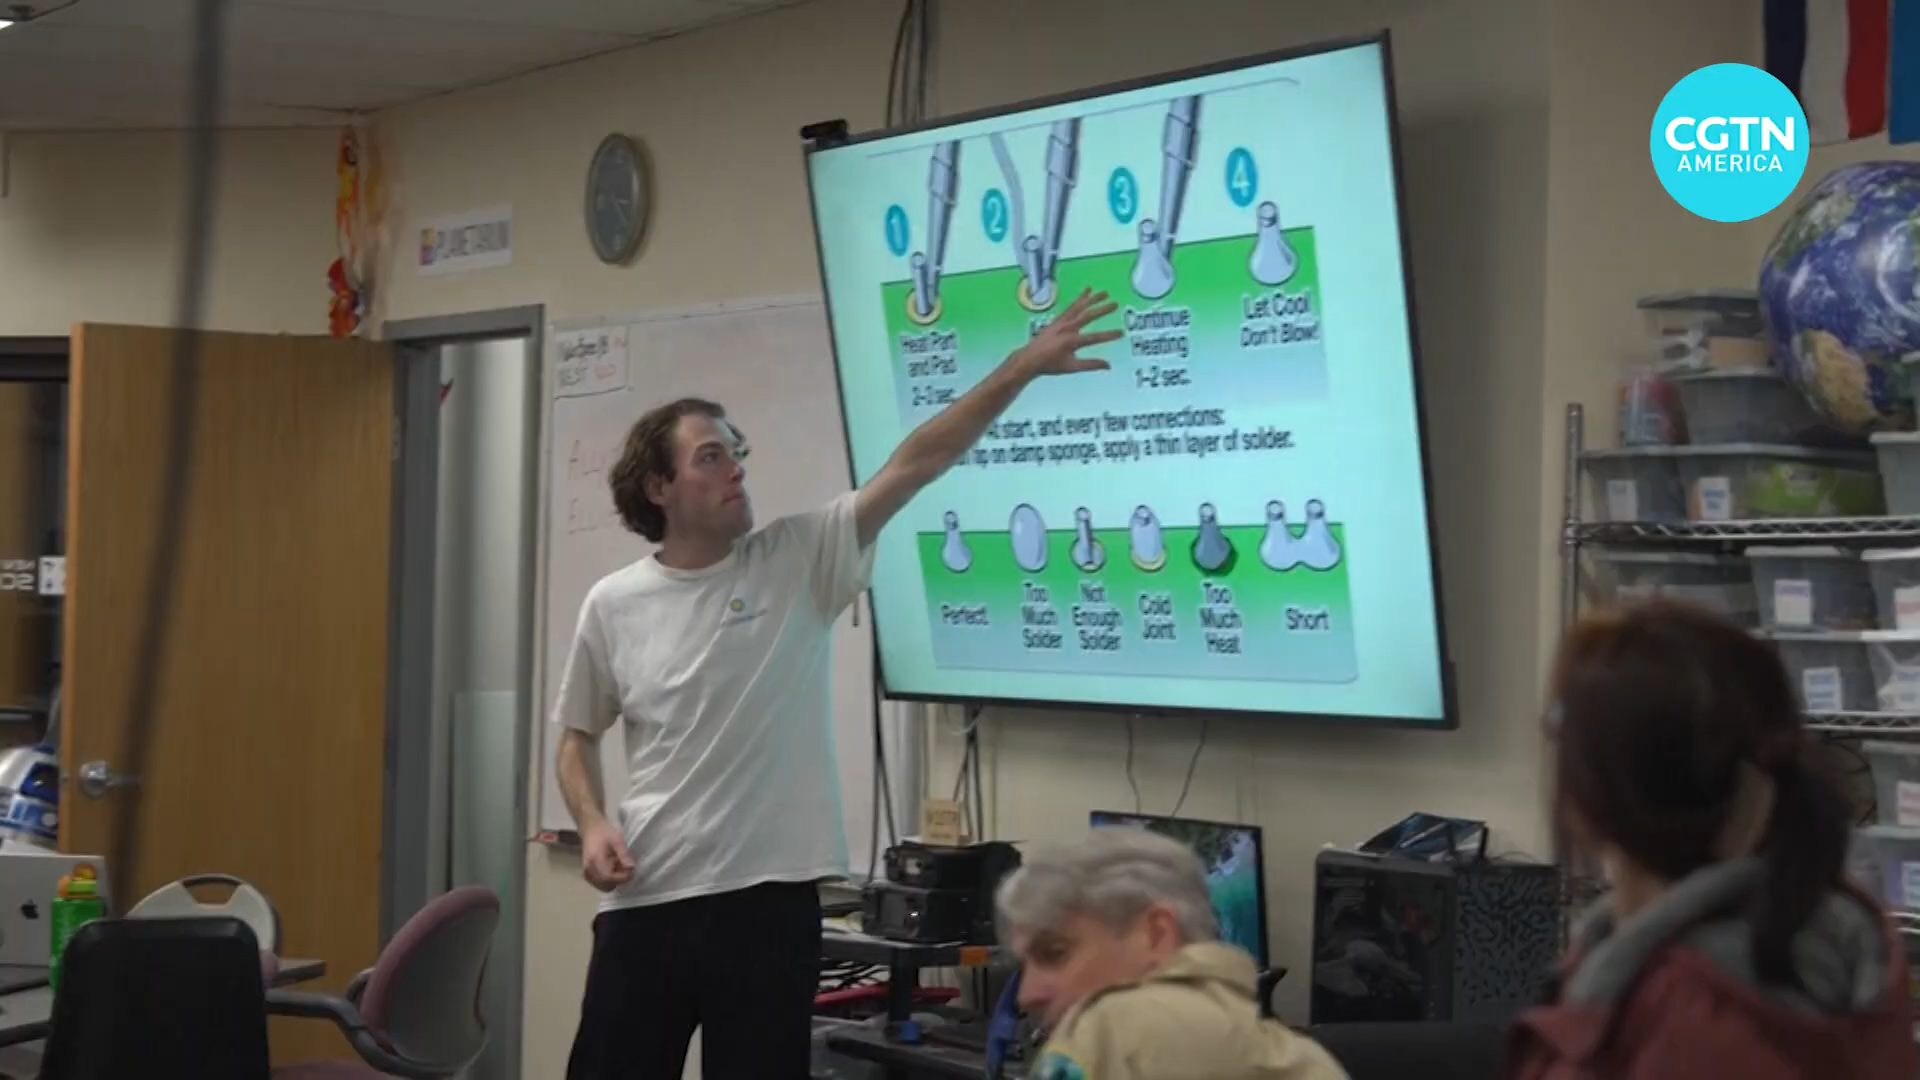 CGTN
AMERICA
PLANETARIUM
1
2
3
4
Heat Part
and Pad
Continue
Heating
1-2 sec.
Let Cool
Don't Blow!
At start, and every few connections:
on damp sponge, apply a thin layer of solder.
Perfect!
Too
Much
Solder
Not
Enough
Solder
Cold
Joint
Too
Much
Heat
Short